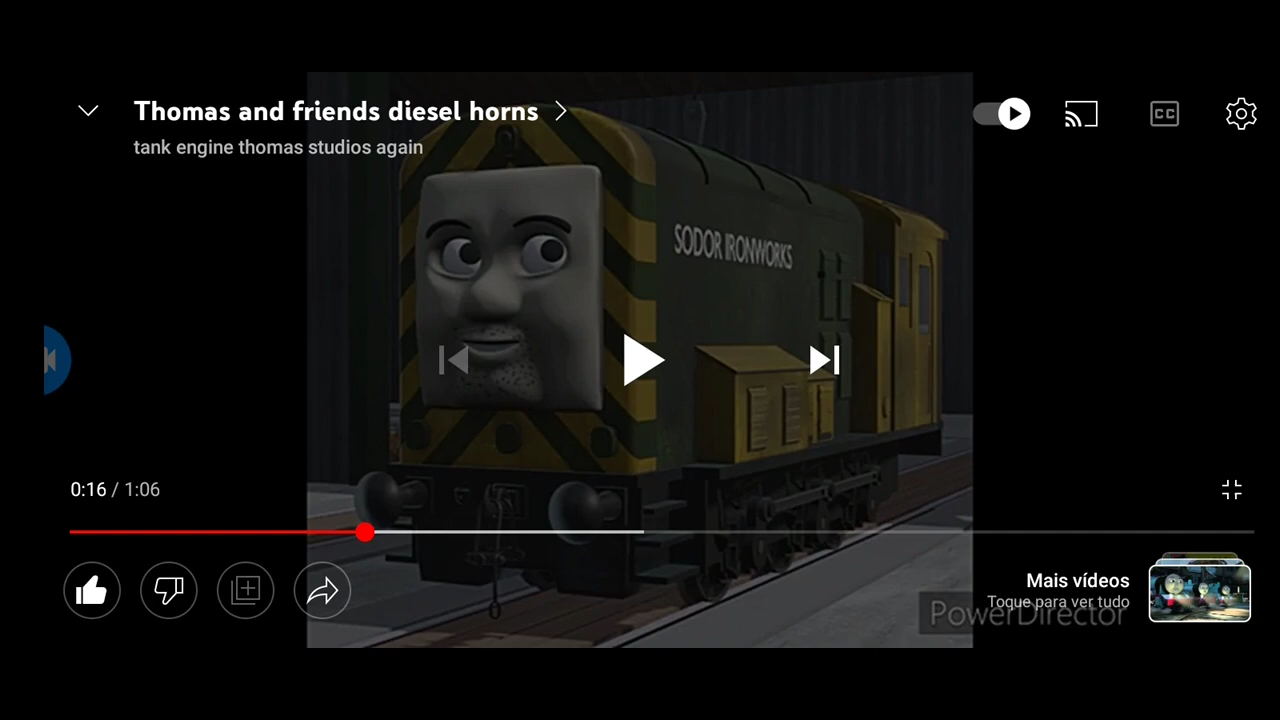 Thomas and friends diesel horns
tank engine thomas studios again
CC
SODOR IRONWORKS
0:16 / 1:06
Mais vídeos
Toque para ver tudo
PowerDirector